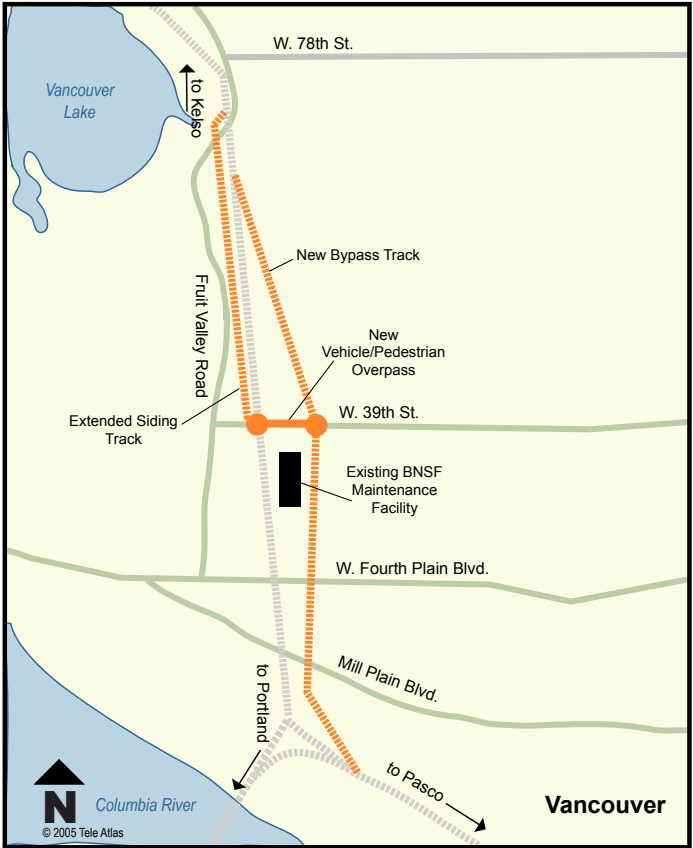 W. 78th St.
Vancouver
Lake
to Kelso
New Bypass Track
Fruit Valley Road
New
Vehicle/Pedestrian
Overpass
W. 39th St.
Extended Siding
Track
Existing BNSF
Maintenance
Facility
W. Fourth Plain Blvd.
Mill Plain Blvd.
to Portland
to Pasco
N
Columbia River
Vancouver
© 2005 Tele Atlas